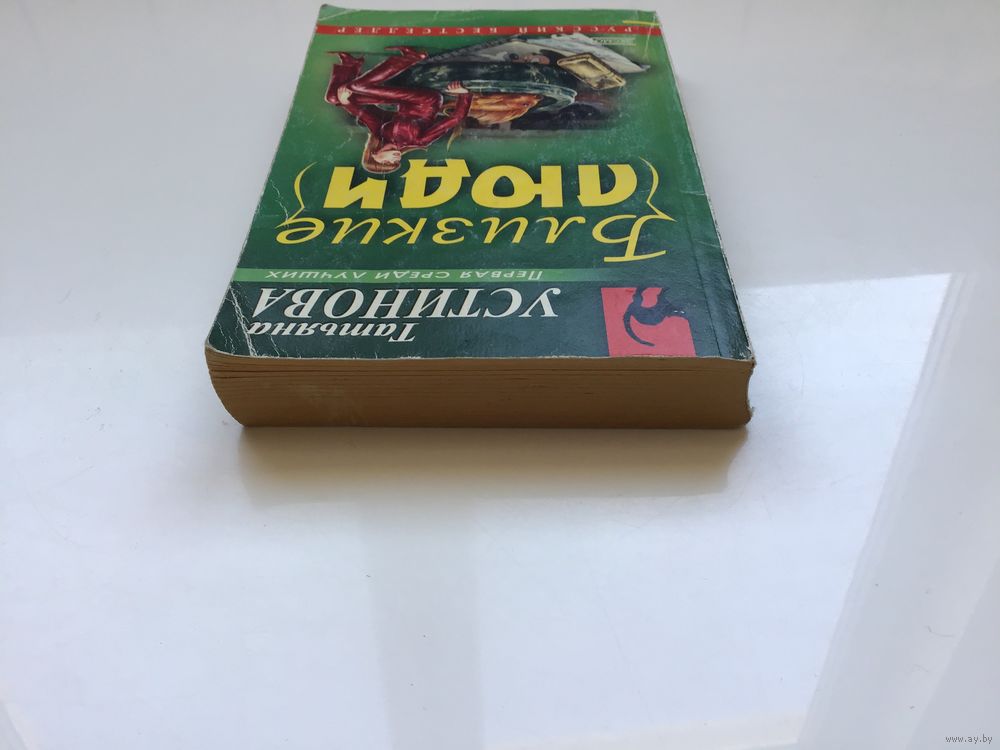 Татьяна
УСТИНОВА
ПЕРВАЯ СРЕДИ ЛУЧШИХ
Близкие
люди
РУССКИЙ БЕСТСЕЛЛЕР
www.ay.by